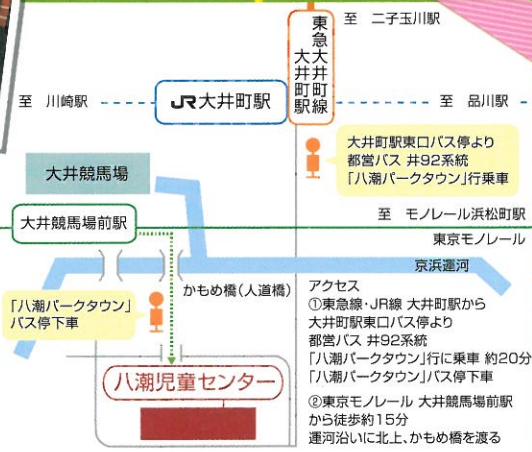 至 二子玉川駅
東急大井町線
大井町駅
至 川崎駅
JR大井町駅
至 品川駅
大井町駅東口バス停より
都営バス 井92系統
「八潮パークタウン」行乗車
大井競馬場
大井競馬場前駅
至 モノレール浜松町駅
東京モノレール
京浜運河
かもめ橋(人道橋)
「八潮パークタウン」
バス停下車
八潮児童センター
アクセス
①東急線・JR線 大井町駅から
大井町駅東口バス停より
都営バス 井92系統
「八潮パークタウン」行に乗車 約20分
「八潮パークタウン」バス停下車
②東京モノレール 大井競馬場前駅
から徒歩約15分
運河沿いに北上、かもめ橋を渡る